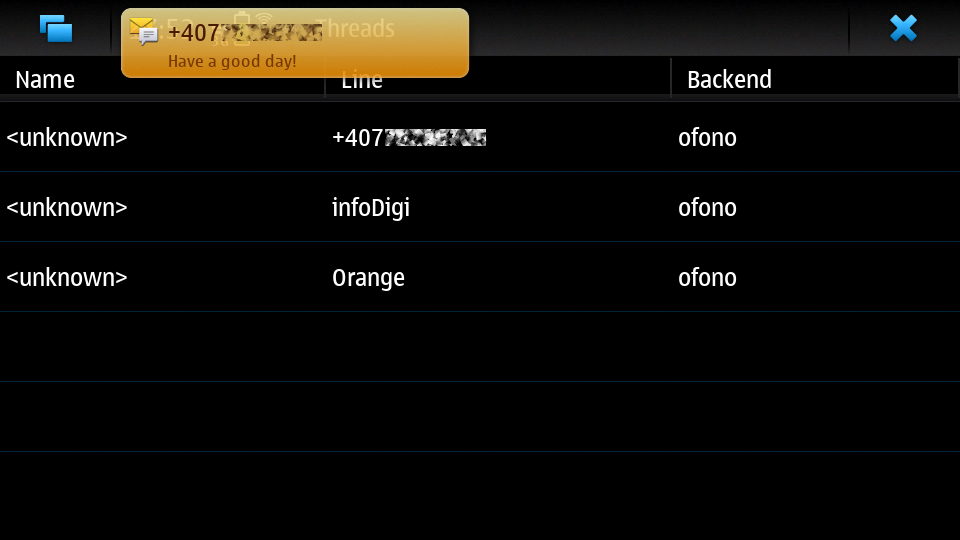 Threads
+407
Have a good day!
Name Line Backend
<unknown> +407 ofono
<unknown> infoDigi ofono
<unknown> Orange ofono